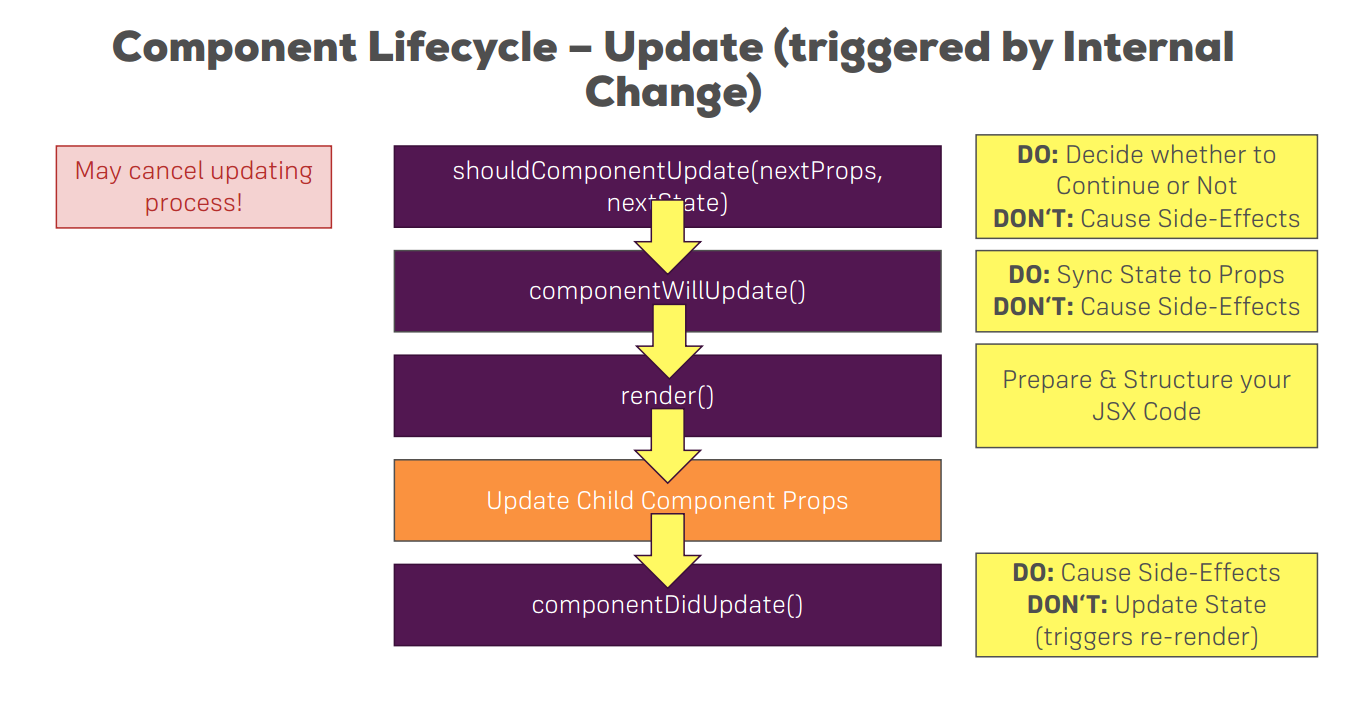 Component Lifecycle – Update (triggered by Internal
Change)
May cancel updating
process!
shouldComponentUpdate(nextProps,
nextState)
DO: Decide whether to
Continue or Not
DON‘T: Cause Side-Effects
componentWillUpdate()
DO: Sync State to Props
DON‘T: Cause Side-Effects
render()
Prepare & Structure your
JSX Code
Update Child Component Props
componentDidUpdate()
DO: Cause Side-Effects
DON‘T: Update State
(triggers re-render)